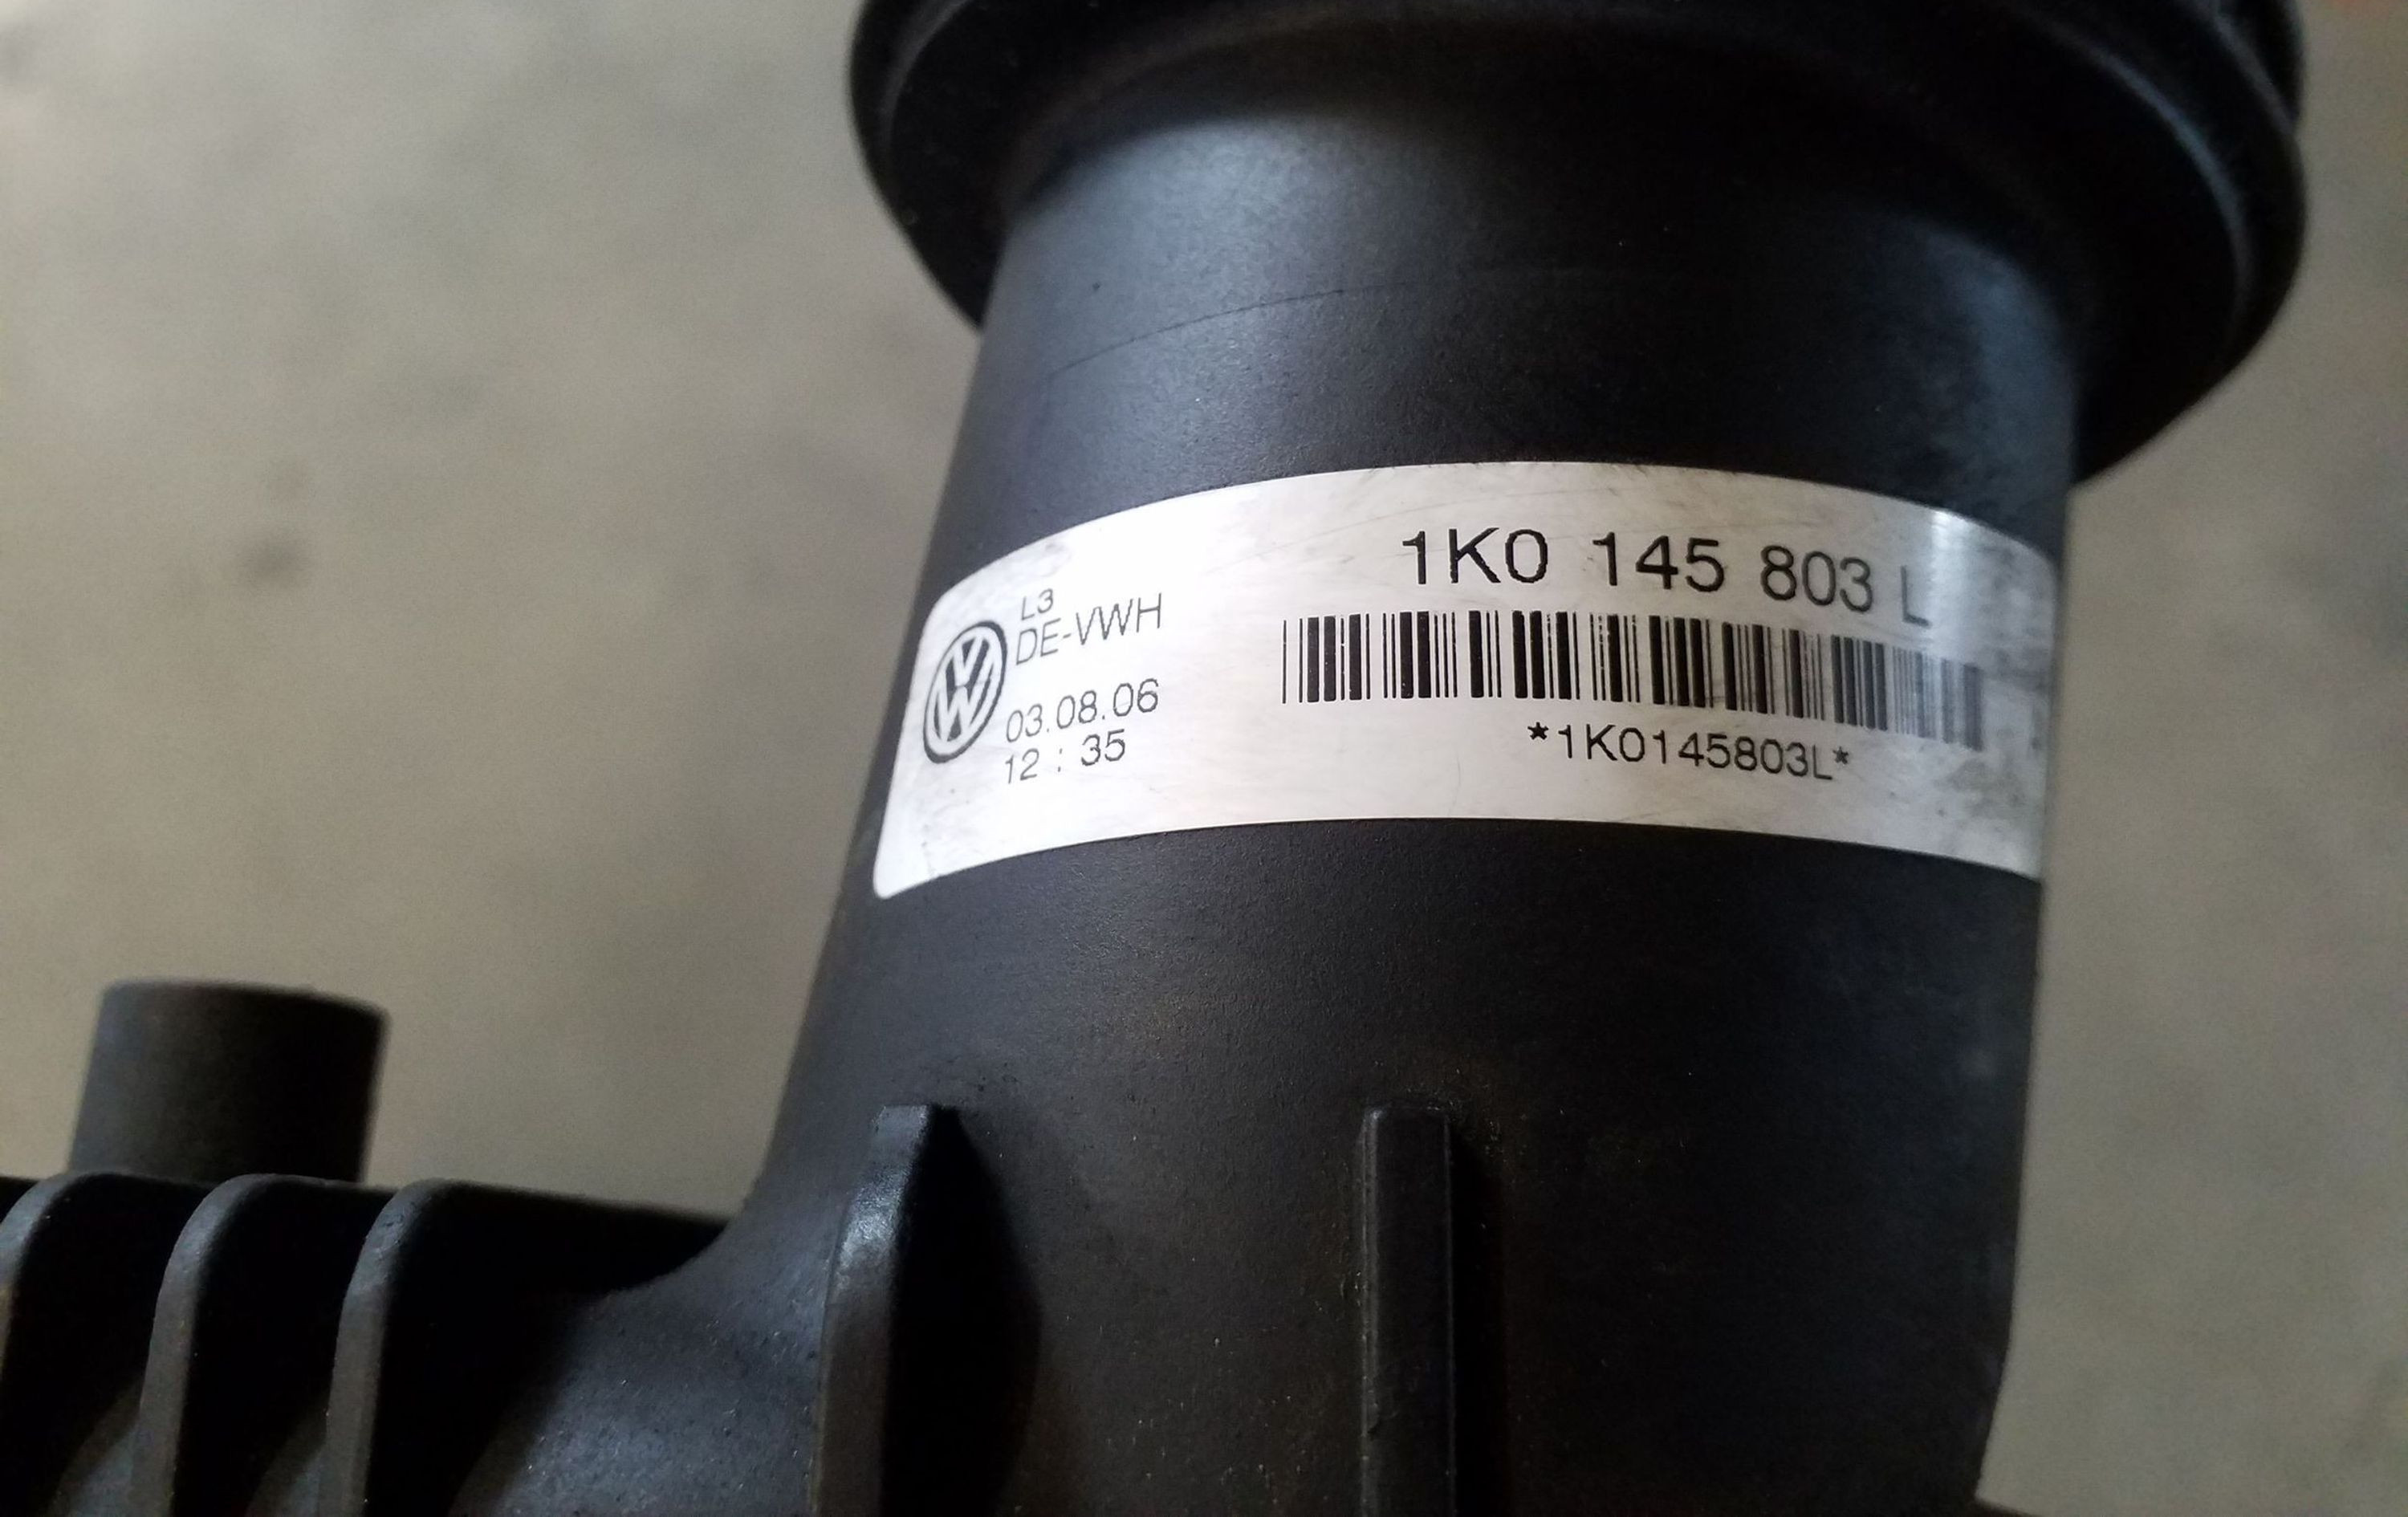 L3
DE-VWH
03.08.06
12 : 35
1K0 145 803 L
*1K0145803L*